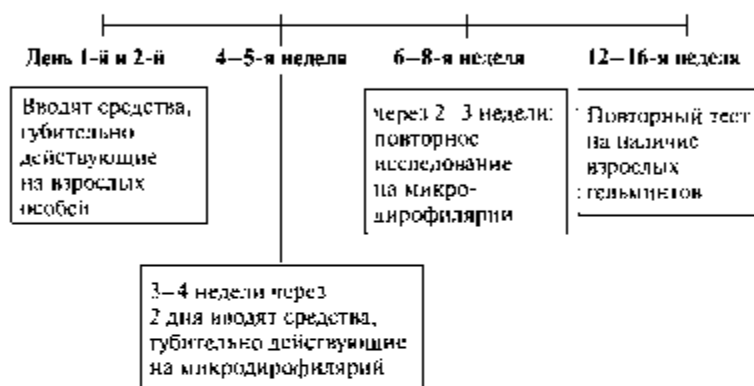 День 1-й и 2-й
4–5-я неделя
6–8-я неделя
12–16-я неделя
Вводят средства,
губительно
действующие
на взрослых
особей
через 2–3 недели:
повторное
исследование
на микро-
дирофилярии
Повторный тест
на наличие
взрослых
гельминтов
3–4 недели через
2 дня вводят средства,
губительно действующие
на микродирофилярий